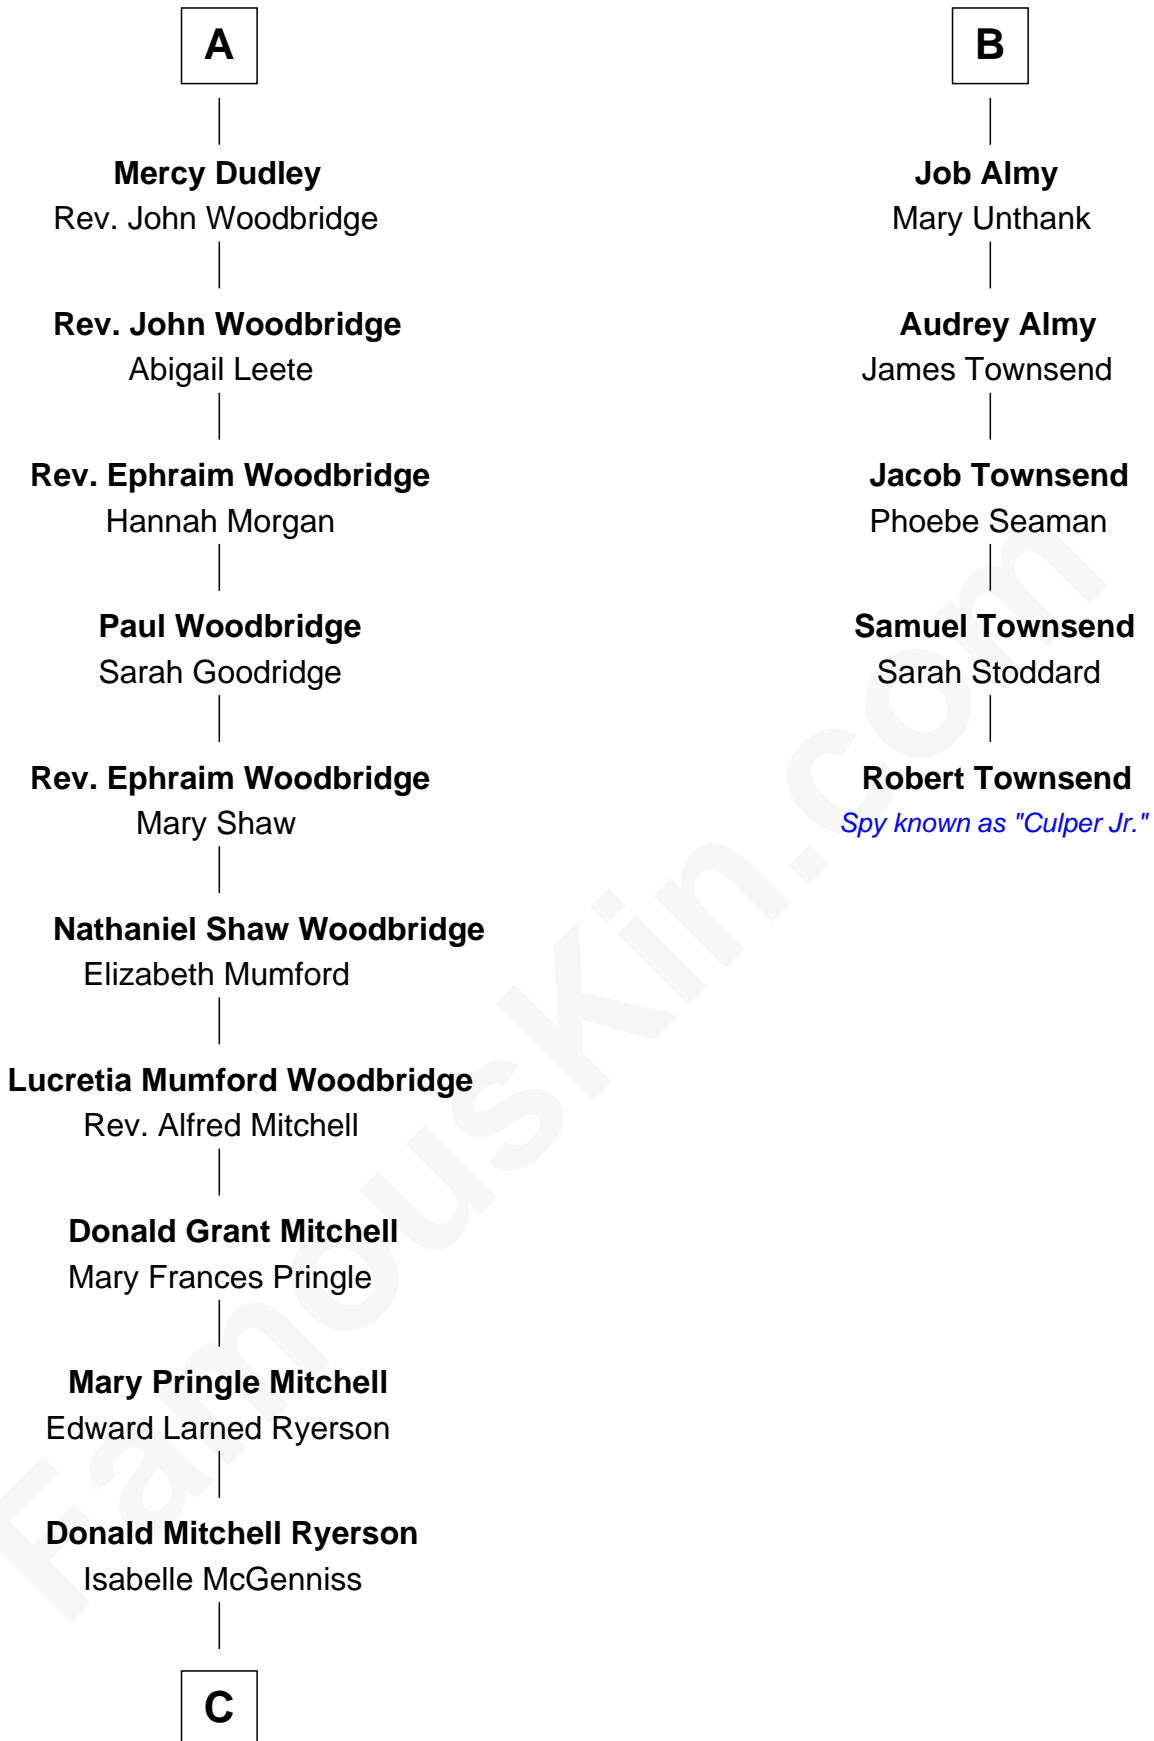 A
Mercy Dudley
Rev. John Woodbridge
Rev. John Woodbridge
Abigail Leete
Rev. Ephraim Woodbridge
Hannah Morgan
Paul Woodbridge
Sarah Goodridge
Rev. Ephraim Woodbridge
Mary Shaw
Nathaniel Shaw Woodbridge
Elizabeth Mumford
Lucretia Mumford Woodbridge
Rev. Alfred Mitchell
Donald Grant Mitchell
Mary Frances Pringle
Mary Pringle Mitchell
Edward Larned Ryerson
Donald Mitchell Ryerson
Isabelle McGenniss
C
B
Job Almy
Mary Unthank
Audrey Almy
James Townsend
Jacob Townsend
Phoebe Seaman
Samuel Townsend
Sarah Stoddard
Robert Townsend
Spy known as "Culper Jr."
FamousKin.com